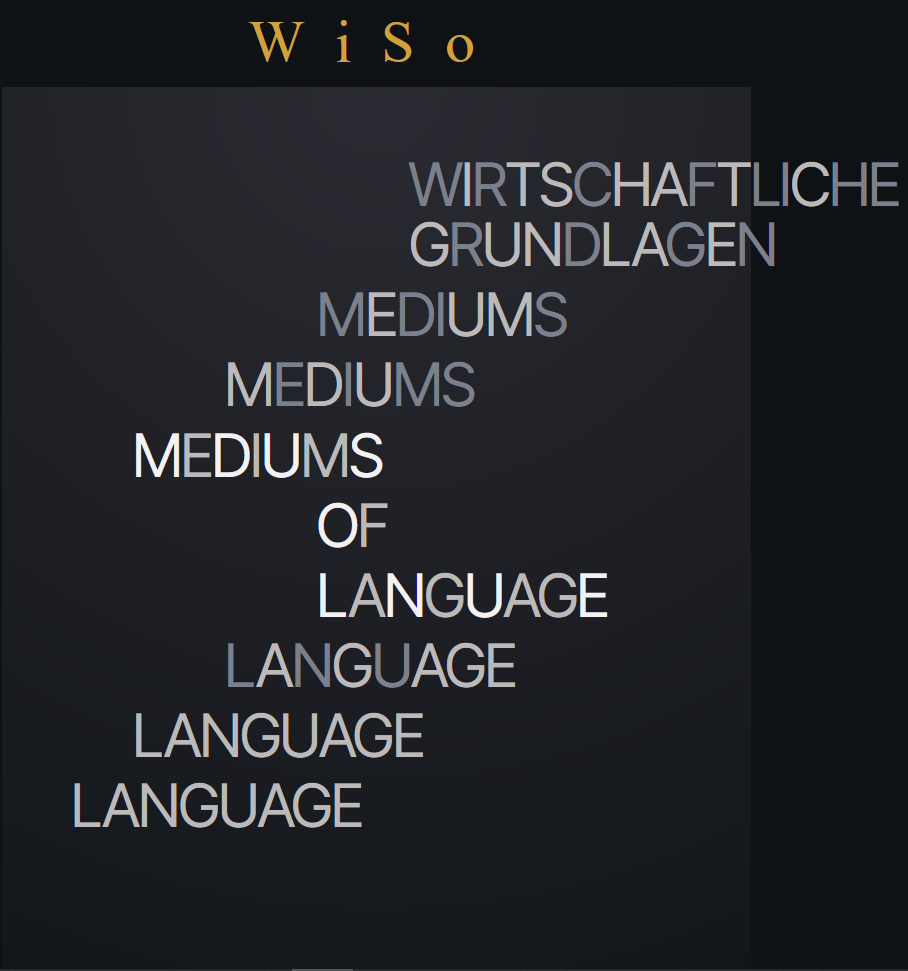 W i S o
WIRTSCHAFTLICHE
GRUNDLAGEN
MEDIUMS
MEDIUMS
MEDIUMS
OF
LANGUAGE
LANGUAGE
LANGUAGE
LANGUAGE